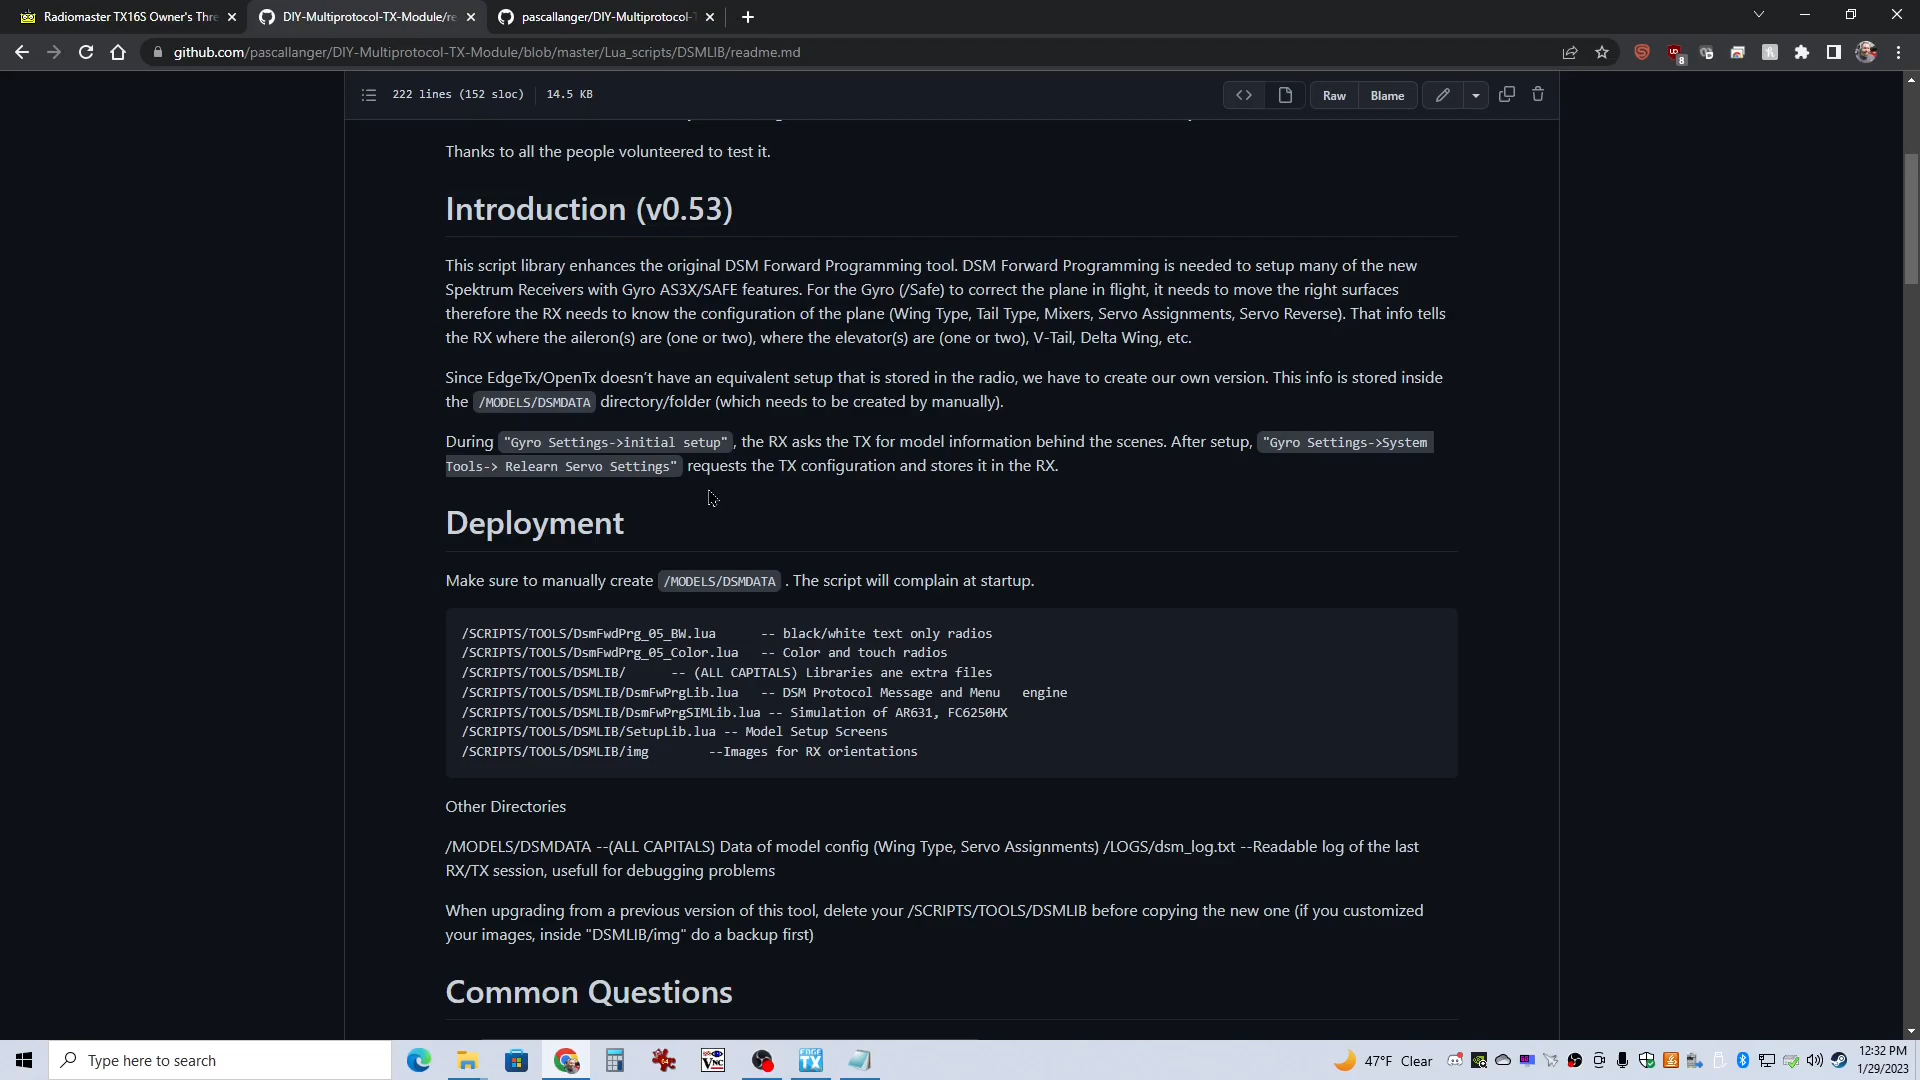 Radiomaster TX16S Owner's Thre
DIY-Multiprotocol-TX-Module/re
pascallanger/DIY-Multiprotocol-T
github.com/pascallanger/DIY-Multiprotocol-TX-Module/blob/master/Lua_scripts/DSMLIB/readme.md
8
222 lines (152 sloc)
14.5 KB
Raw
Blame
Thanks to all the people volunteered to test it.
Introduction (v0.53)
This script library enhances the original DSM Forward Programming tool. DSM Forward Programming is needed to setup many of the new
Spektrum Receivers with Gyro AS3X/SAFE features. For the Gyro (/Safe) to correct the plane in flight, it needs to move the right surfaces
therefore the RX needs to know the configuration of the plane (Wing Type, Tail Type, Mixers, Servo Assignments, Servo Reverse). That info tells
the RX where the aileron(s) are (one or two), where the elevator(s) are (one or two), V-Tail, Delta Wing, etc.
Since EdgeTx/OpenTx doesn't have an equivalent setup that is stored in the radio, we have to create our own version. This info is stored inside
the /MODELS/DSMDATA directory/folder (which needs to be created by manually).
During "Gyro Settings->initial setup", the RX asks the TX for model information behind the scenes. After setup, "Gyro Settings->System
Tools-> Relearn Servo Settings" requests the TX configuration and stores it in the RX.
Deployment
Make sure to manually create /MODELS/DSMDATA . The script will complain at startup.
/SCRIPTS/TOOLS/DsmFwdPrg_05_BW.lua -- black/white text only radios
/SCRIPTS/TOOLS/DsmFwdPrg_05_Color.lua -- Color and touch radios
/SCRIPTS/TOOLS/DSMLIB/ -- (ALL CAPITALS) Libraries ane extra files
/SCRIPTS/TOOLS/DSMLIB/DsmFwPrgLib.lua -- DSM Protocol Message and Menu engine
/SCRIPTS/TOOLS/DSMLIB/DsmFwPrgSIMLib.lua -- Simulation of AR631, FC6250HX
/SCRIPTS/TOOLS/DSMLIB/SetupLib.lua -- Model Setup Screens
/SCRIPTS/TOOLS/DSMLIB/img --Images for RX orientations
Other Directories
/MODELS/DSMDATA --(ALL CAPITALS) Data of model config (Wing Type, Servo Assignments) /LOGS/dsm_log.txt --Readable log of the last
RX/TX session, usefull for debugging problems
When upgrading from a previous version of this tool, delete your /SCRIPTS/TOOLS/DSMLIB before copying the new one (if you customized
your images, inside "DSMLIB/img" do a backup first)
Common Questions
Type here to search
EDGE
TX
47°F Clear
12:32 PM
1/29/2023